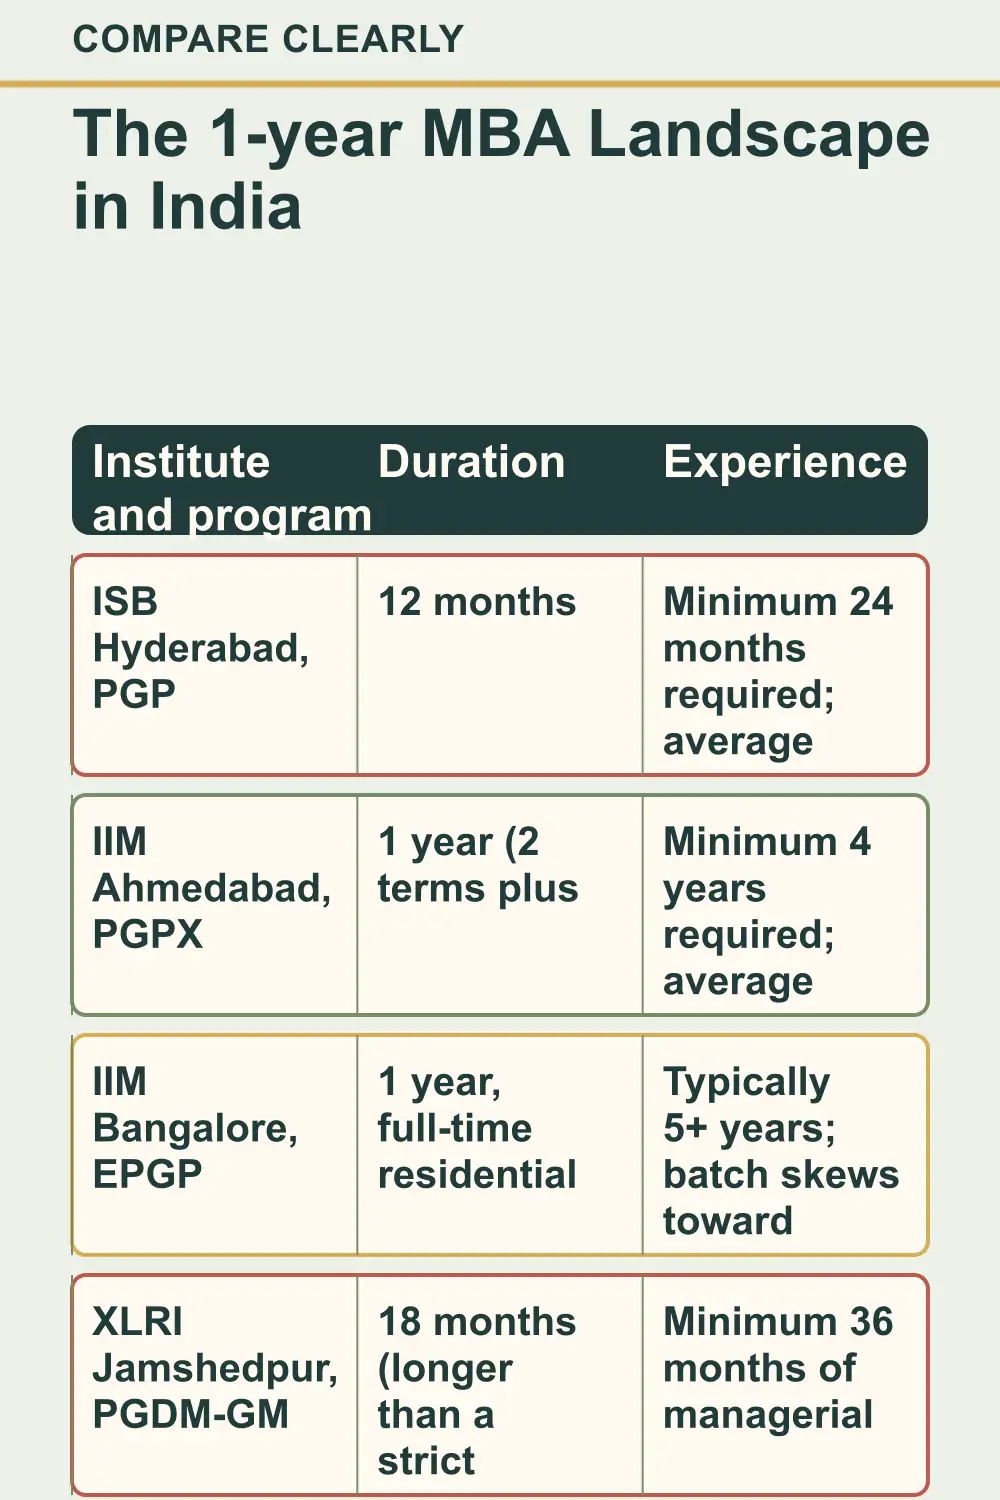 COMPARE CLEARLY
The 1-year MBA Landscape
in India
Institute
and program
Duration
Experience
ISB
Hyderabad,
PGP
12 months
Minimum 24
months
required;
average
IIM
Ahmedabad,
PGPX
1 year (2
terms plus
Minimum 4
years
required;
average
IIM
Bangalore,
EPGP
1 year,
full-time
residential
Typically
5+ years;
batch skews
toward
XLRI
Jamshedpur,
PGDM-GM
18 months
(longer
than a
strict
Minimum 36
months of
managerial